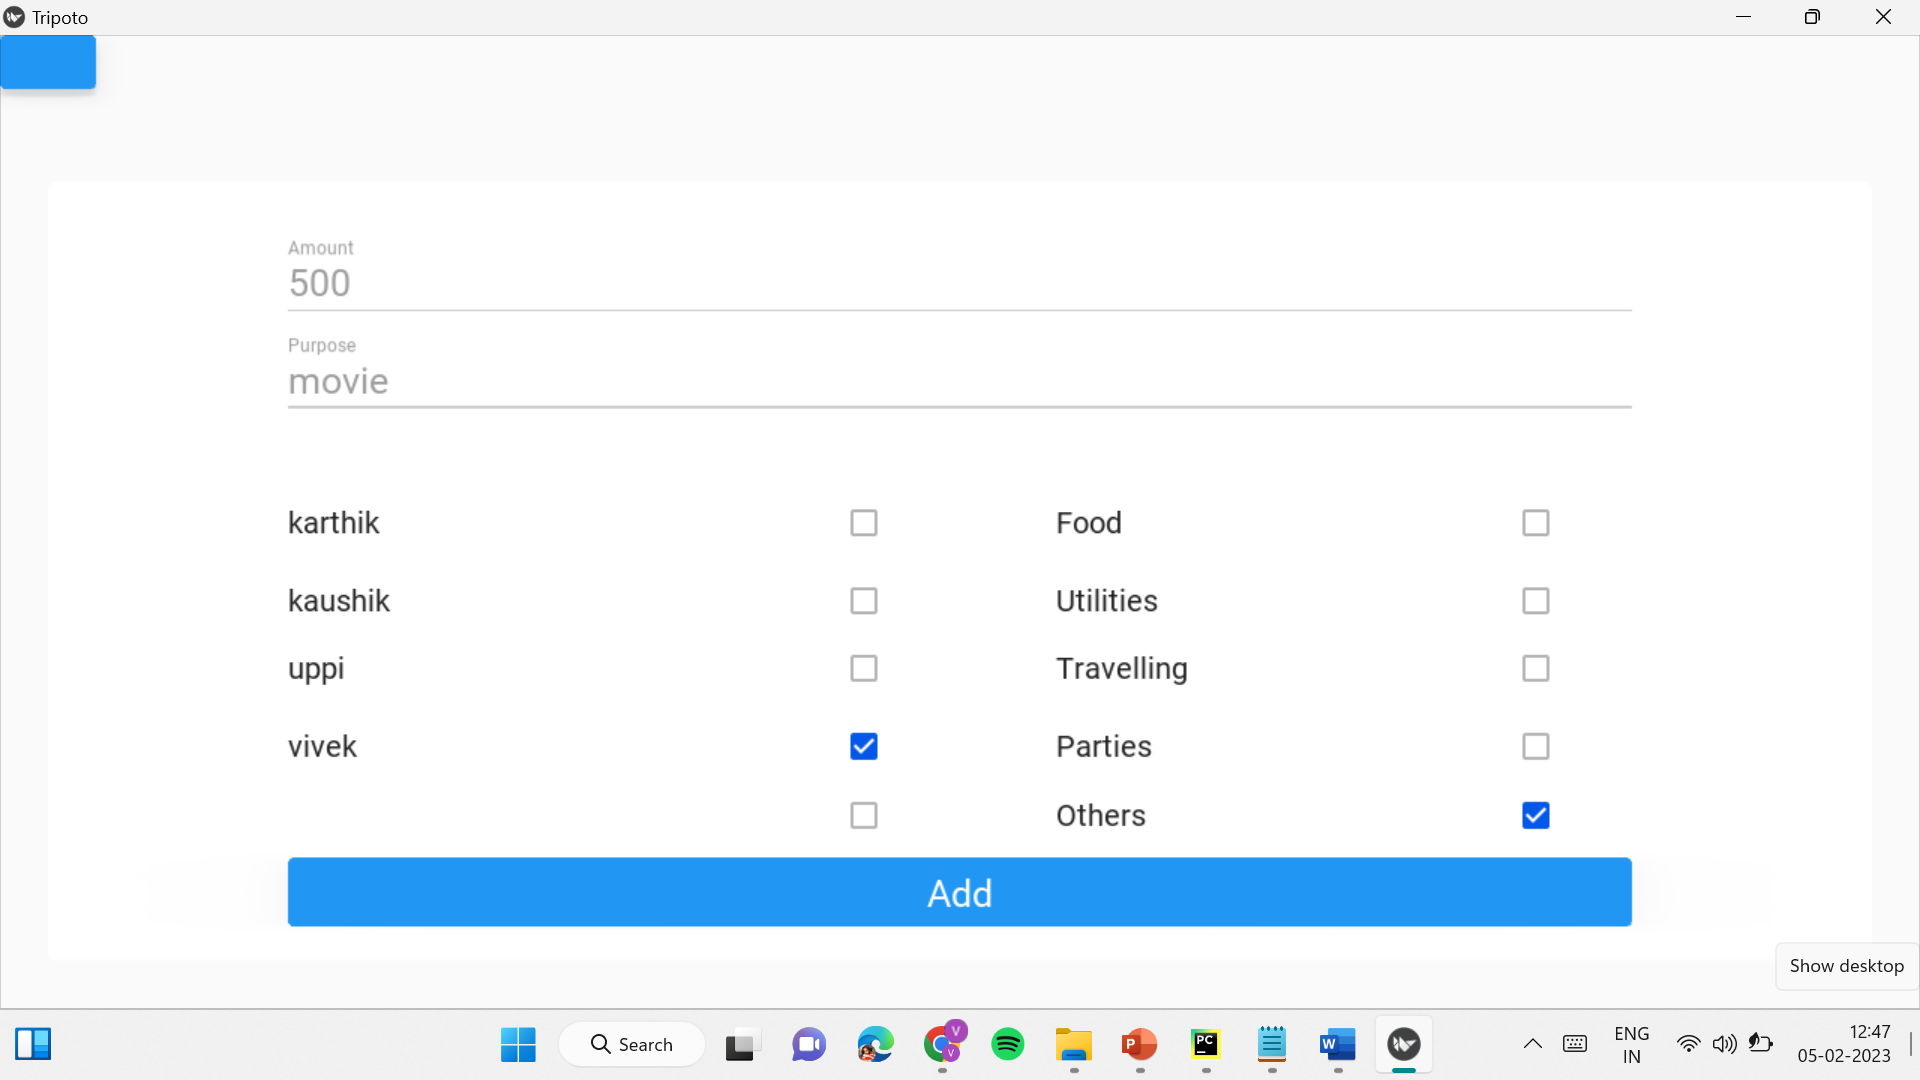 Tripoto
Amount
500
Purpose
movie
karthik
Food
kaushik
Utilities
uppi
Travelling
vivek
Parties
Others
Add
Show desktop
Search
V
V
P
PC
W
ENG
IN
12:47
05-02-2023